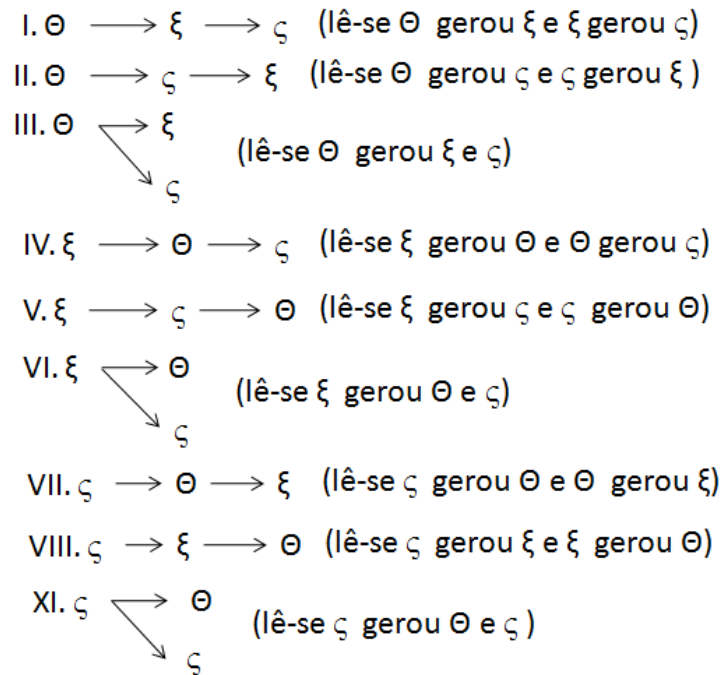 I. Θ ⟶ ξ ⟶ ς (lê-se Θ gerou ξ e ξ gerou ς)
II. Θ ⟶ ς ⟶ ξ (lê-se Θ gerou ς e ς gerou ξ )
III. Θ ⟶ ξ
(lê-se Θ gerou ξ e ς)
ς
IV. ξ ⟶ Θ ⟶ ς (lê-se ξ gerou Θ e Θ gerou ς)
V. ξ ⟶ ς ⟶ Θ (lê-se ξ gerou ς e ς gerou Θ)
VI. ξ ⟶ Θ
(lê-se ξ gerou Θ e ς)
ς
VII. ς ⟶ Θ ⟶ ξ (lê-se ς gerou Θ e Θ gerou ξ)
VIII. ς ⟶ ξ ⟶ Θ (lê-se ς gerou ξ e ξ gerou Θ)
XI. ς ⟶ Θ
(lê-se ς gerou Θ e ς )
ς